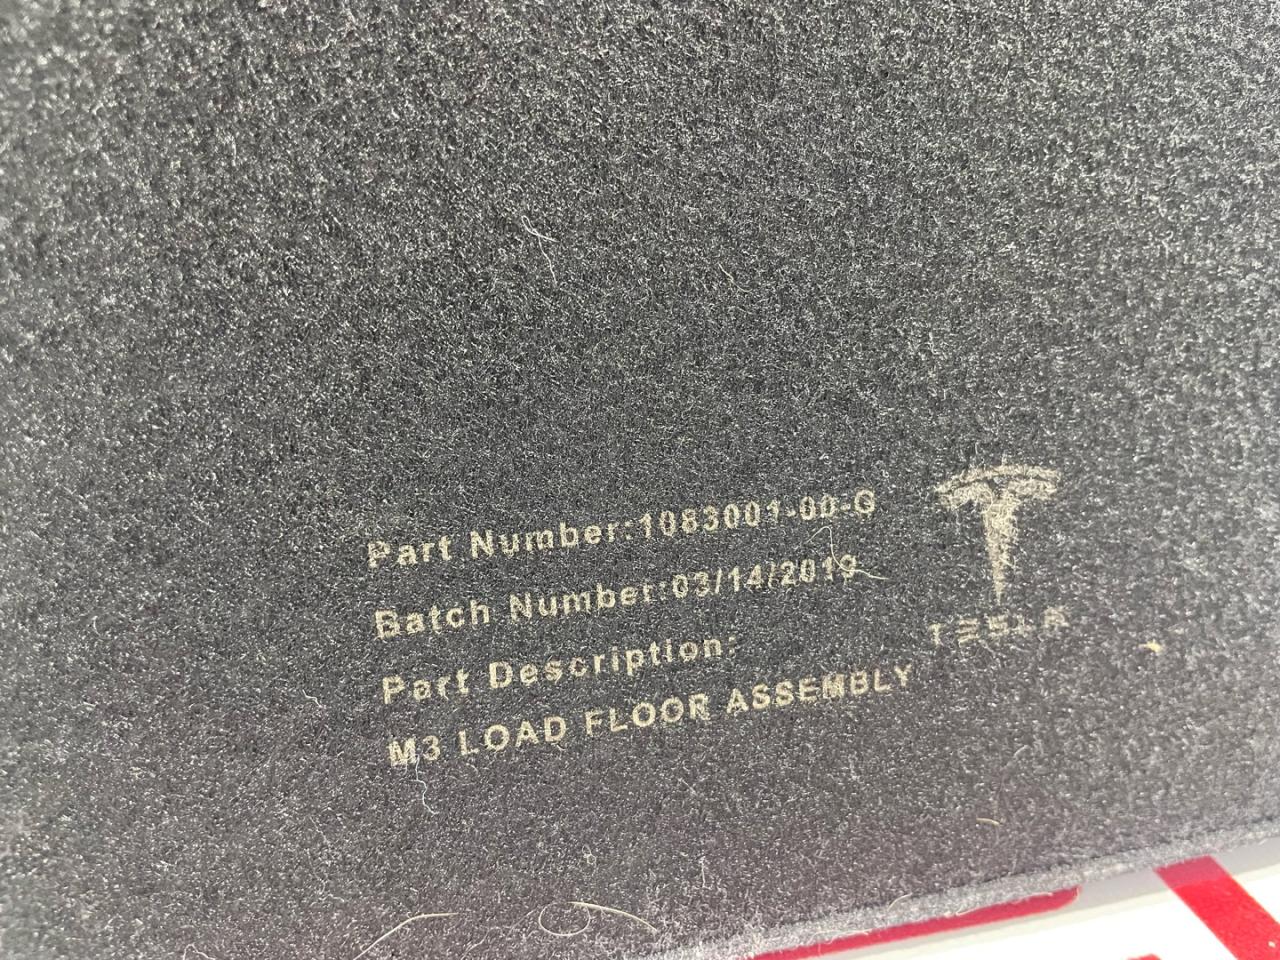 Part Number:1083001-00-G
Batch Number:03/14/2019
Part Description:
M3 LOAD FLOOR ASSEMBLY
TESLA